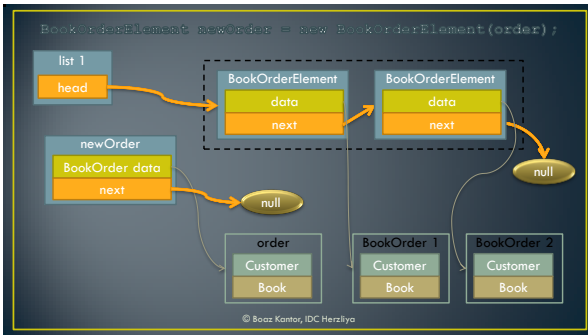 BookOrderElement newOrder = new BookOrderElement(order);
list 1
head
BookOrderElement
data
next
BookOrderElement
data
next
newOrder
BookOrder data
next
null
null
order
Customer
Book
BookOrder 1
Customer
Book
BookOrder 2
Customer
Book
© Boaz Kantor, IDC Herzliya